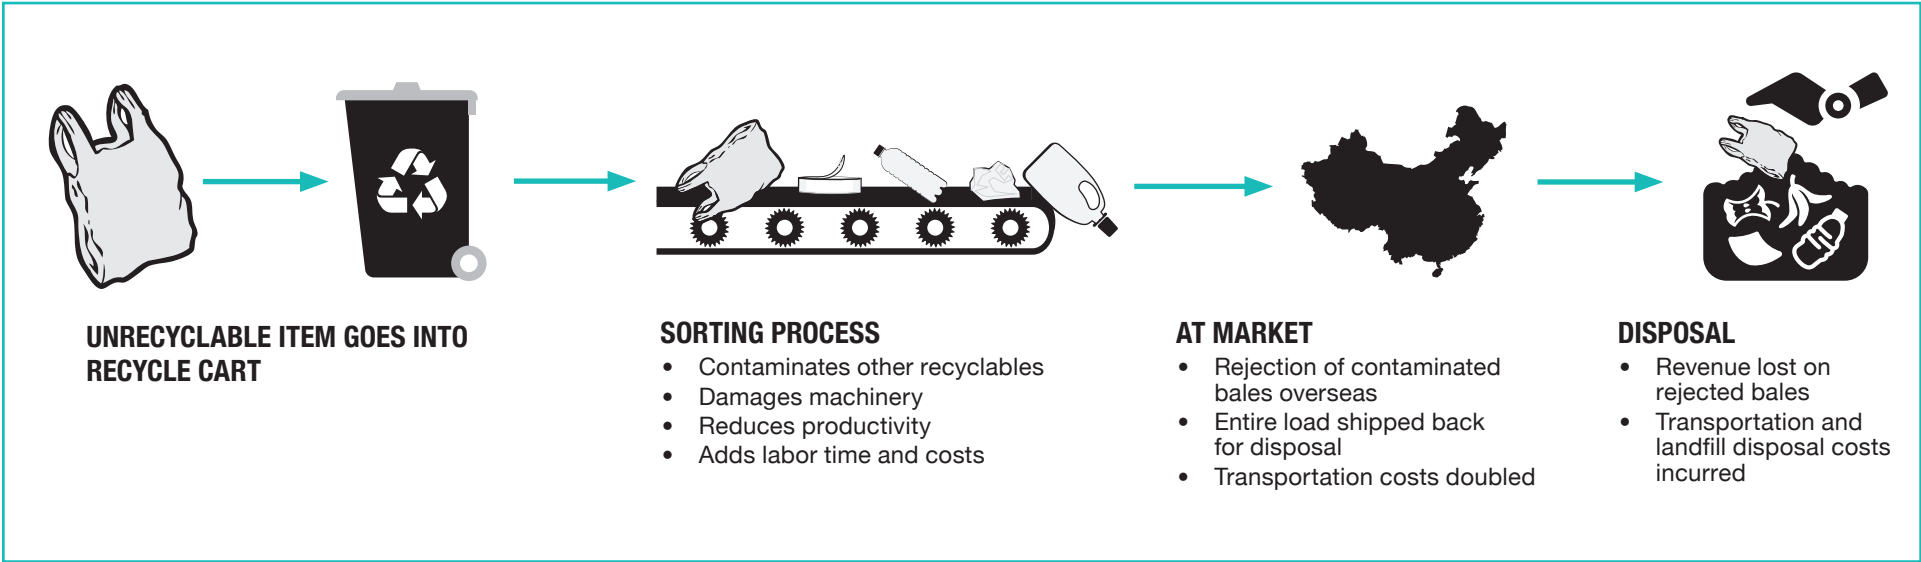 UNRECYCLABLE ITEM GOES INTO
RECYCLE CART
SORTING PROCESS
• Contaminates other recyclables
• Damages machinery
• Reduces productivity
• Adds labor time and costs
AT MARKET
• Rejection of contaminated
bales overseas
• Entire load shipped back
for disposal
• Transportation costs doubled
DISPOSAL
• Revenue lost on
rejected bales
• Transportation and
landfill disposal costs
incurred